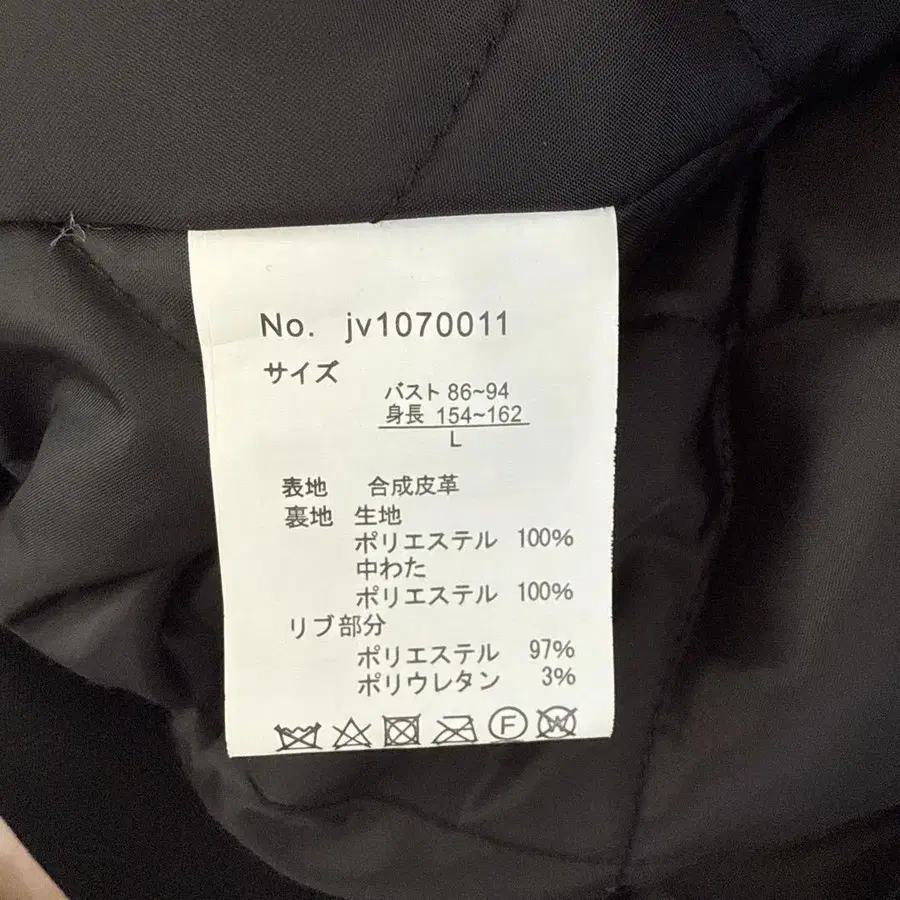 No. jv1070011
サイズ
バスト 86~94
身長 154~162
L
表地 合成皮革
裏地 生地
ポリエステル 100%
中わた
ポリエステル 100%
リブ部分
ポリエステル 97%
ポリウレタン 3%
F W